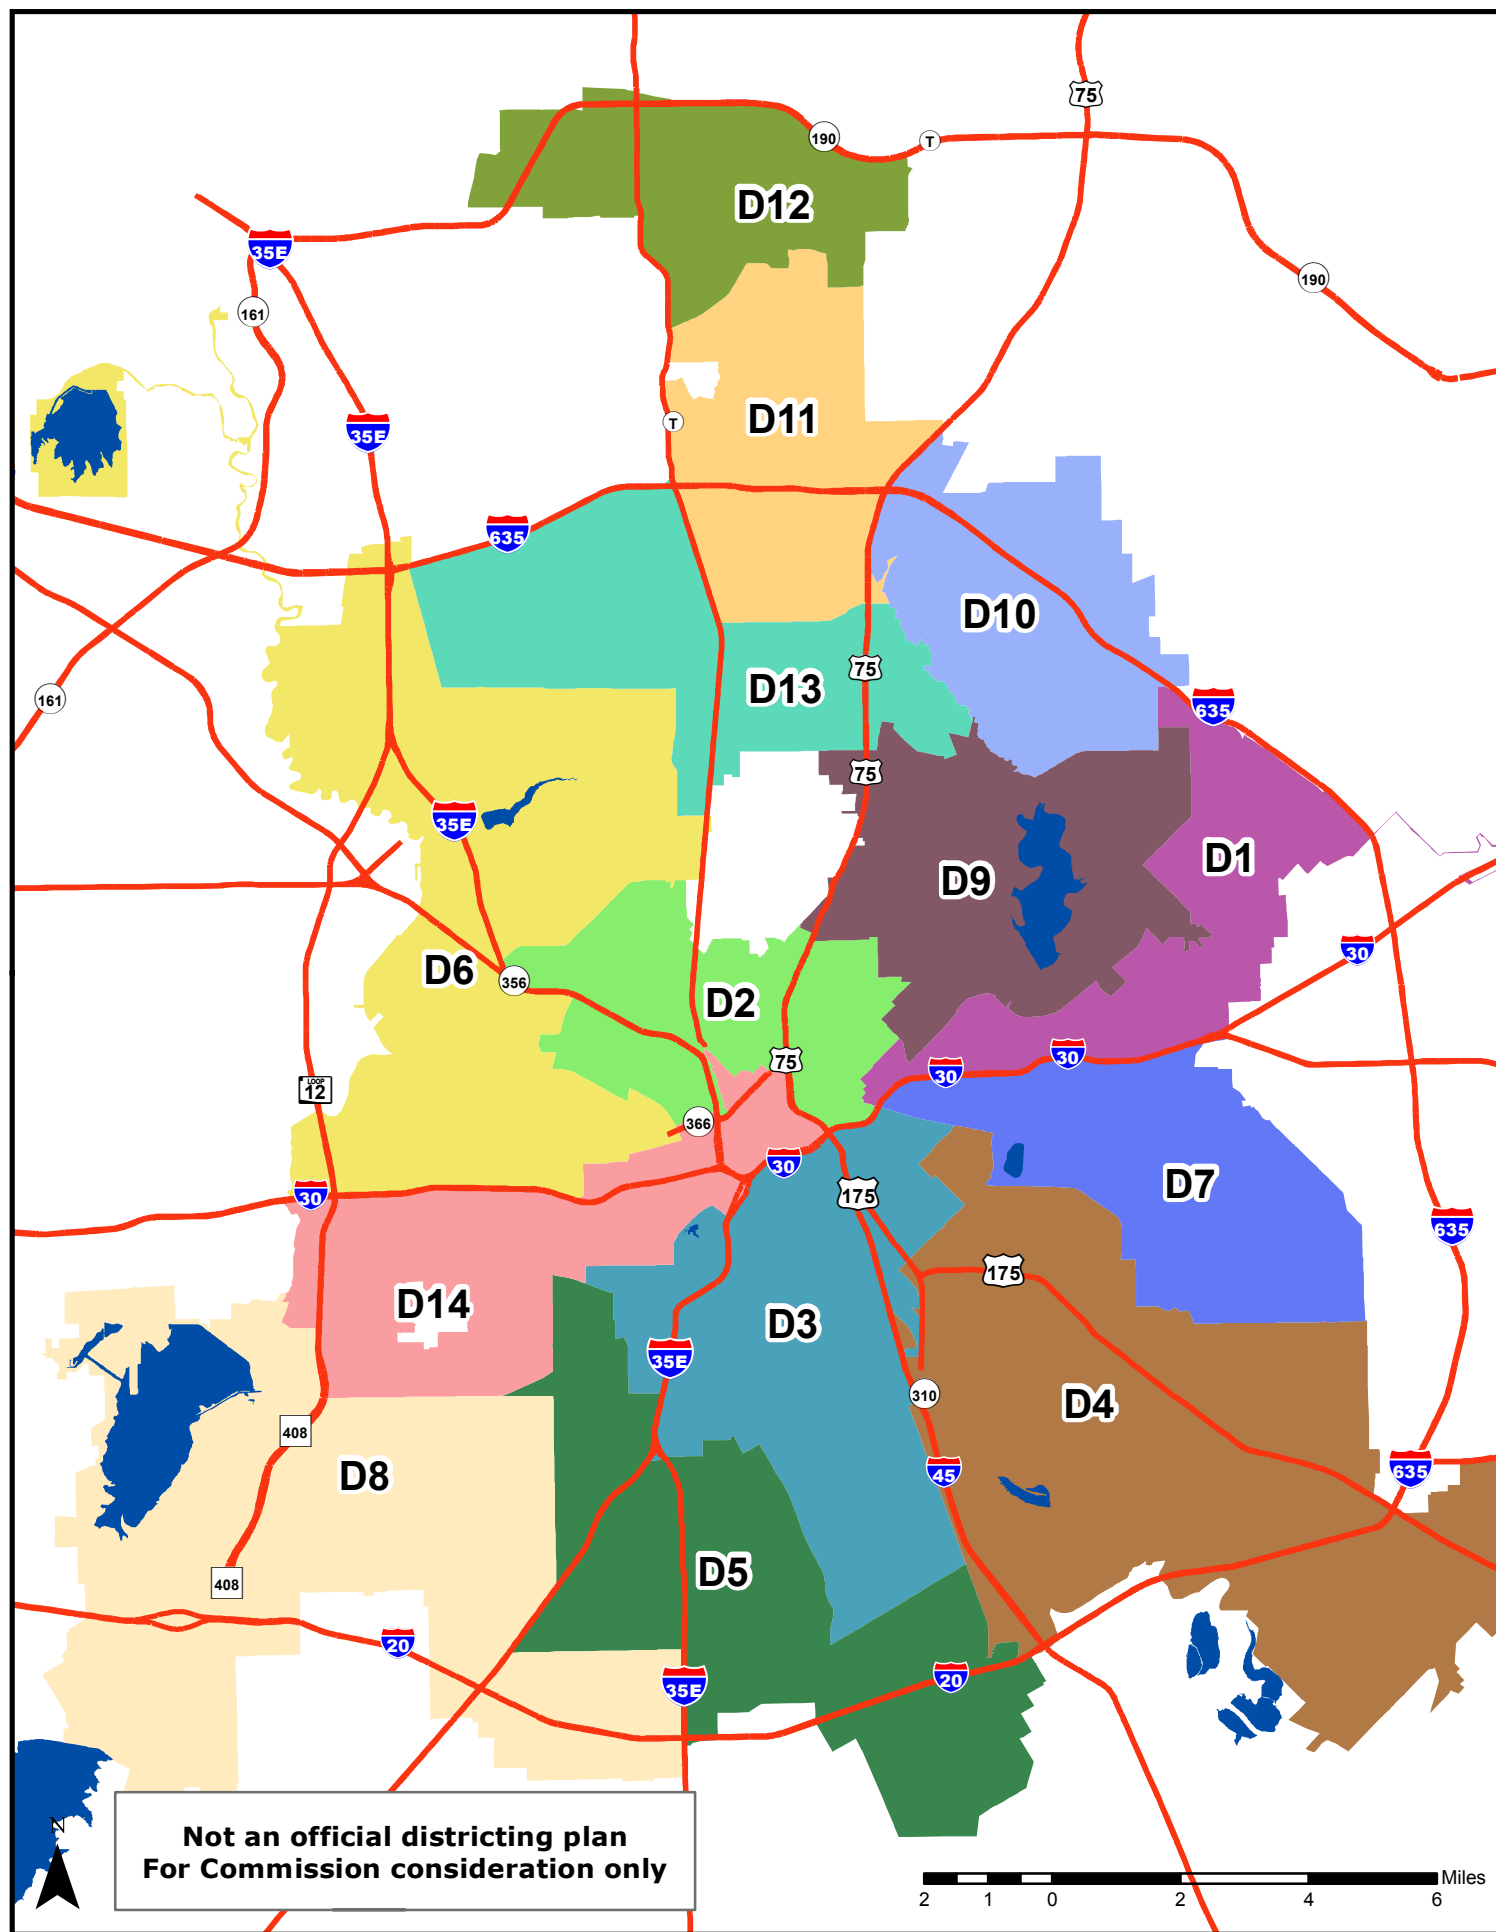 75
190
T
D12
35E
190
161
D11
T
35E
635
D10
75
D13
161
635
75
35E
D1
D9
30
D6
356
D2
75
30
30
LOOP
12
366
30
D7
30
175
635
175
D14
D3
35E
310
D4
408
635
45
D8
D5
408
20
20
35E
N
Not an official districting plan
For Commission consideration only
Miles
2 1 0 2 4 6